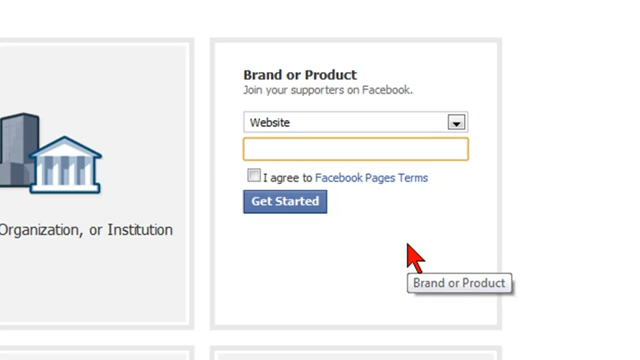 Brand or Product
Join your supporters on Facebook.
Website
I agree to Facebook Pages Terms
Get Started
Organization, or Institution
Brand or Product